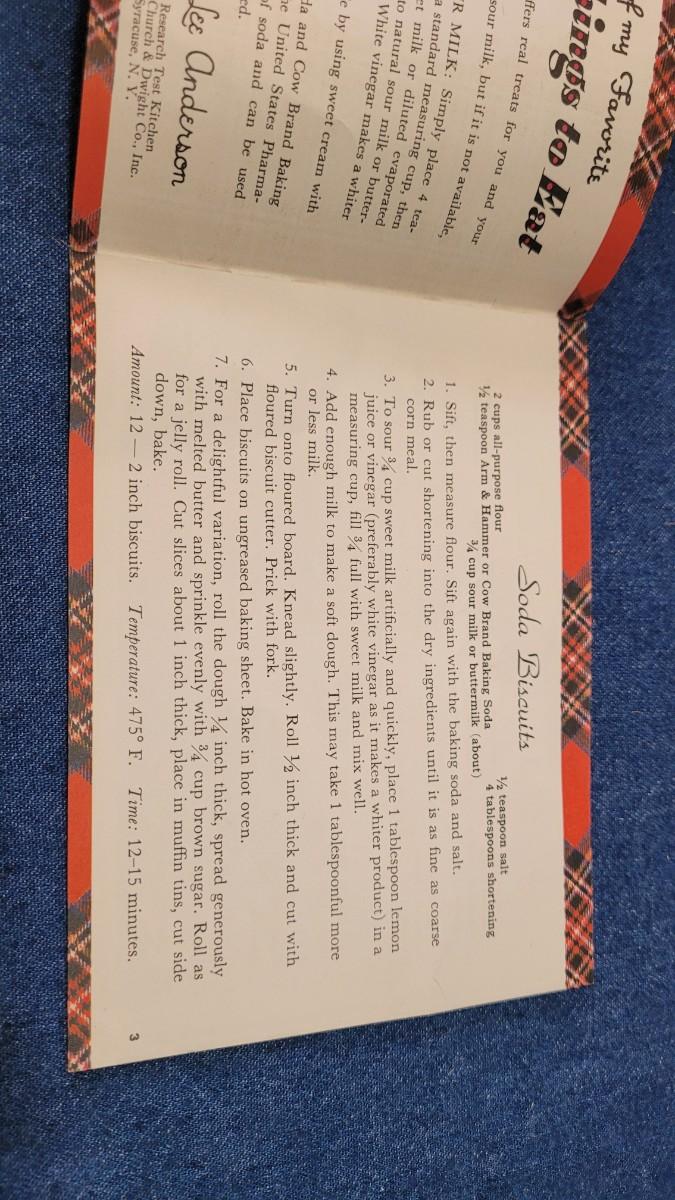 f my Favorite
ings to Eat
ffers real treats for you and your
sour milk, but if it is not available,
R MILK: Simply place 4 tea-
a standard measuring cup, then
et milk or diluted evaporated
to natural sour milk or butter-
White vinegar makes a whiter
e by using sweet cream with
da and Cow Brand Baking
he United States Pharma-
of soda and can be used
ed.
Lee Anderson
Research Test Kitchen
Church & Dwight Co., Inc.
Syracuse, N. Y.
Soda Biscuits
2 cups all-purpose flour
½ teaspoon salt
½ teaspoon Arm & Hammer or Cow Brand Baking Soda
4 tablespoons shortening
¾ cup sour milk or buttermilk (about)
1. Sift, then measure flour. Sift again with the baking soda and salt.
2. Rub or cut shortening into the dry ingredients until it is as fine as coarse
corn meal.
3. To sour ¾ cup sweet milk artificially and quickly, place 1 tablespoon lemon
juice or vinegar (preferably white vinegar as it makes a whiter product) in a
measuring cup, fill ¾ full with sweet milk and mix well.
4. Add enough milk to make a soft dough. This may take 1 tablespoonful more
or less milk.
5. Turn onto floured board. Knead slightly. Roll ½ inch thick and cut with
floured biscuit cutter. Prick with fork.
6. Place biscuits on ungreased baking sheet. Bake in hot oven.
7. For a delightful variation, roll the dough ¼ inch thick, spread generously
with melted butter and sprinkle evenly with ¾ cup brown sugar. Roll as
for a jelly roll. Cut slices about 1 inch thick, place in muffin tins, cut side
down, bake.
Amount: 12 — 2 inch biscuits. Temperature: 475° F. Time: 12–15 minutes.
3